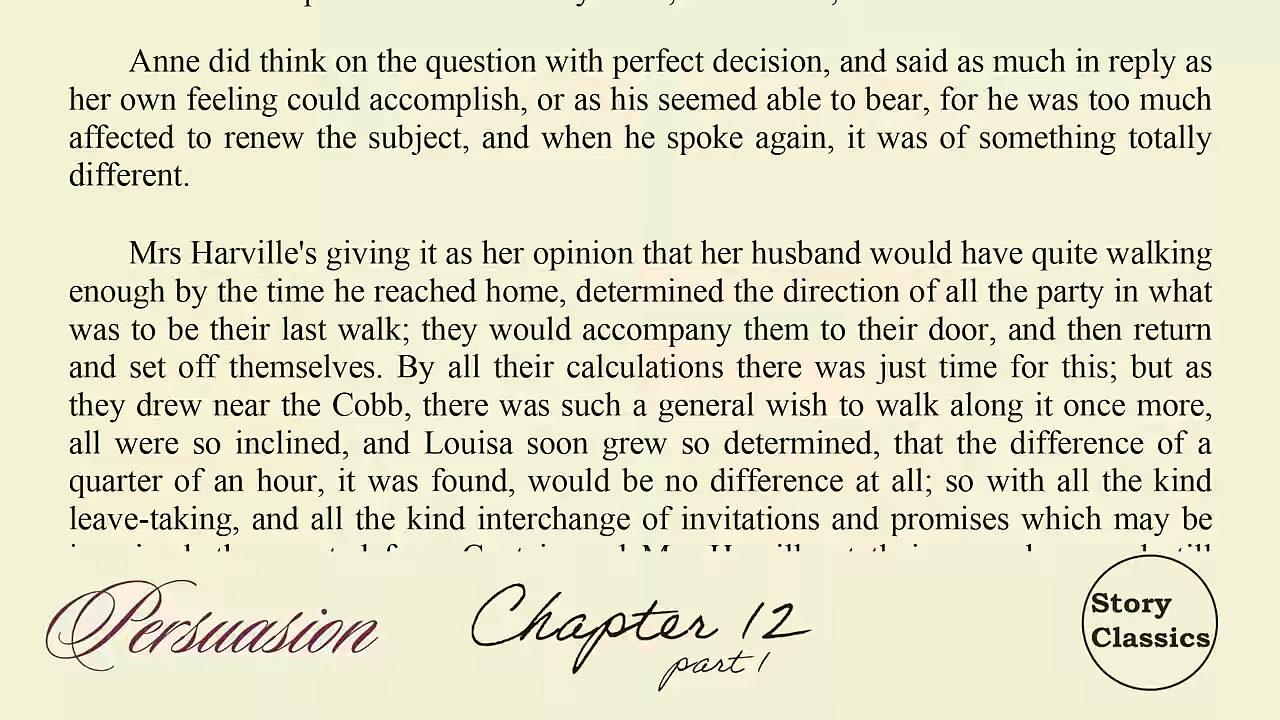 Anne did think on the question with perfect decision, and said as much in reply as
her own feeling could accomplish, or as his seemed able to bear, for he was too much
affected to renew the subject, and when he spoke again, it was of something totally
different.
Mrs Harville's giving it as her opinion that her husband would have quite walking
enough by the time he reached home, determined the direction of all the party in what
was to be their last walk; they would accompany them to their door, and then return
and set off themselves. By all their calculations there was just time for this; but as
they drew near the Cobb, there was such a general wish to walk along it once more,
all were so inclined, and Louisa soon grew so determined, that the difference of a
quarter of an hour, it was found, would be no difference at all; so with all the kind
leave-taking, and all the kind interchange of invitations and promises which may be
Persuasion
Chapter 12
part 1
Story
Classics